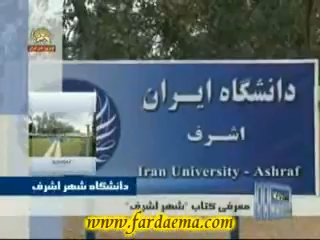 دانشگاه ایران
اشرف
Iran University - Ashraf
دانشگاه شهر اشرف
معرفی کتاب "شهر اشرف"
www.fardaema.com